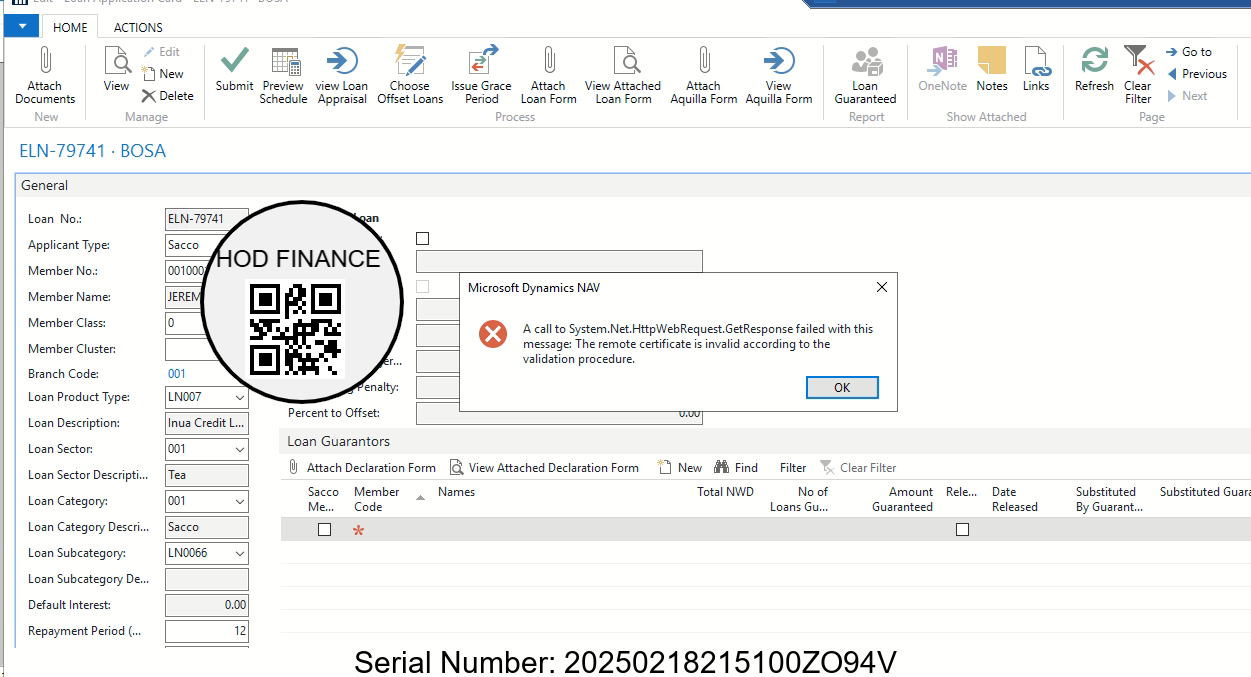 Edit - Loan Application Card - ELN-79741 · BOSA
HOME
ACTIONS
Attach Documents
View
Edit
New
Delete
Submit
Preview Schedule
view Loan Appraisal
Choose Offset Loans
Issue Grace Period
Attach Loan Form
View Attached Loan Form
Attach Aquilla Form
View Aquilla Form
Loan Guaranteed
OneNote
Notes
Links
Refresh
Clear Filter
Go to
Previous
Next
New
Manage
Process
Report
Show Attached
Page
ELN-79741 · BOSA
General
Loan No.: ELN-79741
Applicant Type: Sacco
Member No.:
Member Name: JEREM
Member Class: 0
Member Cluster:
Branch Code: 001
Loan Product Type: LN007
Loan Description: Inua Credit L...
Loan Sector: 001
Loan Sector Descripti... Tea
Loan Category: 001
Loan Category Descri... Sacco
Loan Subcategory: LN0066
Loan Subcategory De...
Default Interest: 0.00
Repayment Period (... 12
HOD FINANCE
Penalty:
Percent to Offset: 0.00
Microsoft Dynamics NAV
A call to System.Net.HttpWebRequest.GetResponse failed with this
message: The remote certificate is invalid according to the
validation procedure.
OK
Loan Guarantors
Attach Declaration Form
View Attached Declaration Form
New
Find
Filter
Clear Filter
Sacco Me...
Member Code
Names
Total NWD
No of Loans Gu...
Amount Guaranteed
Rele...
Date Released
Substituted By Guarant...
Substituted
Serial Number: 20250218215100ZO94V